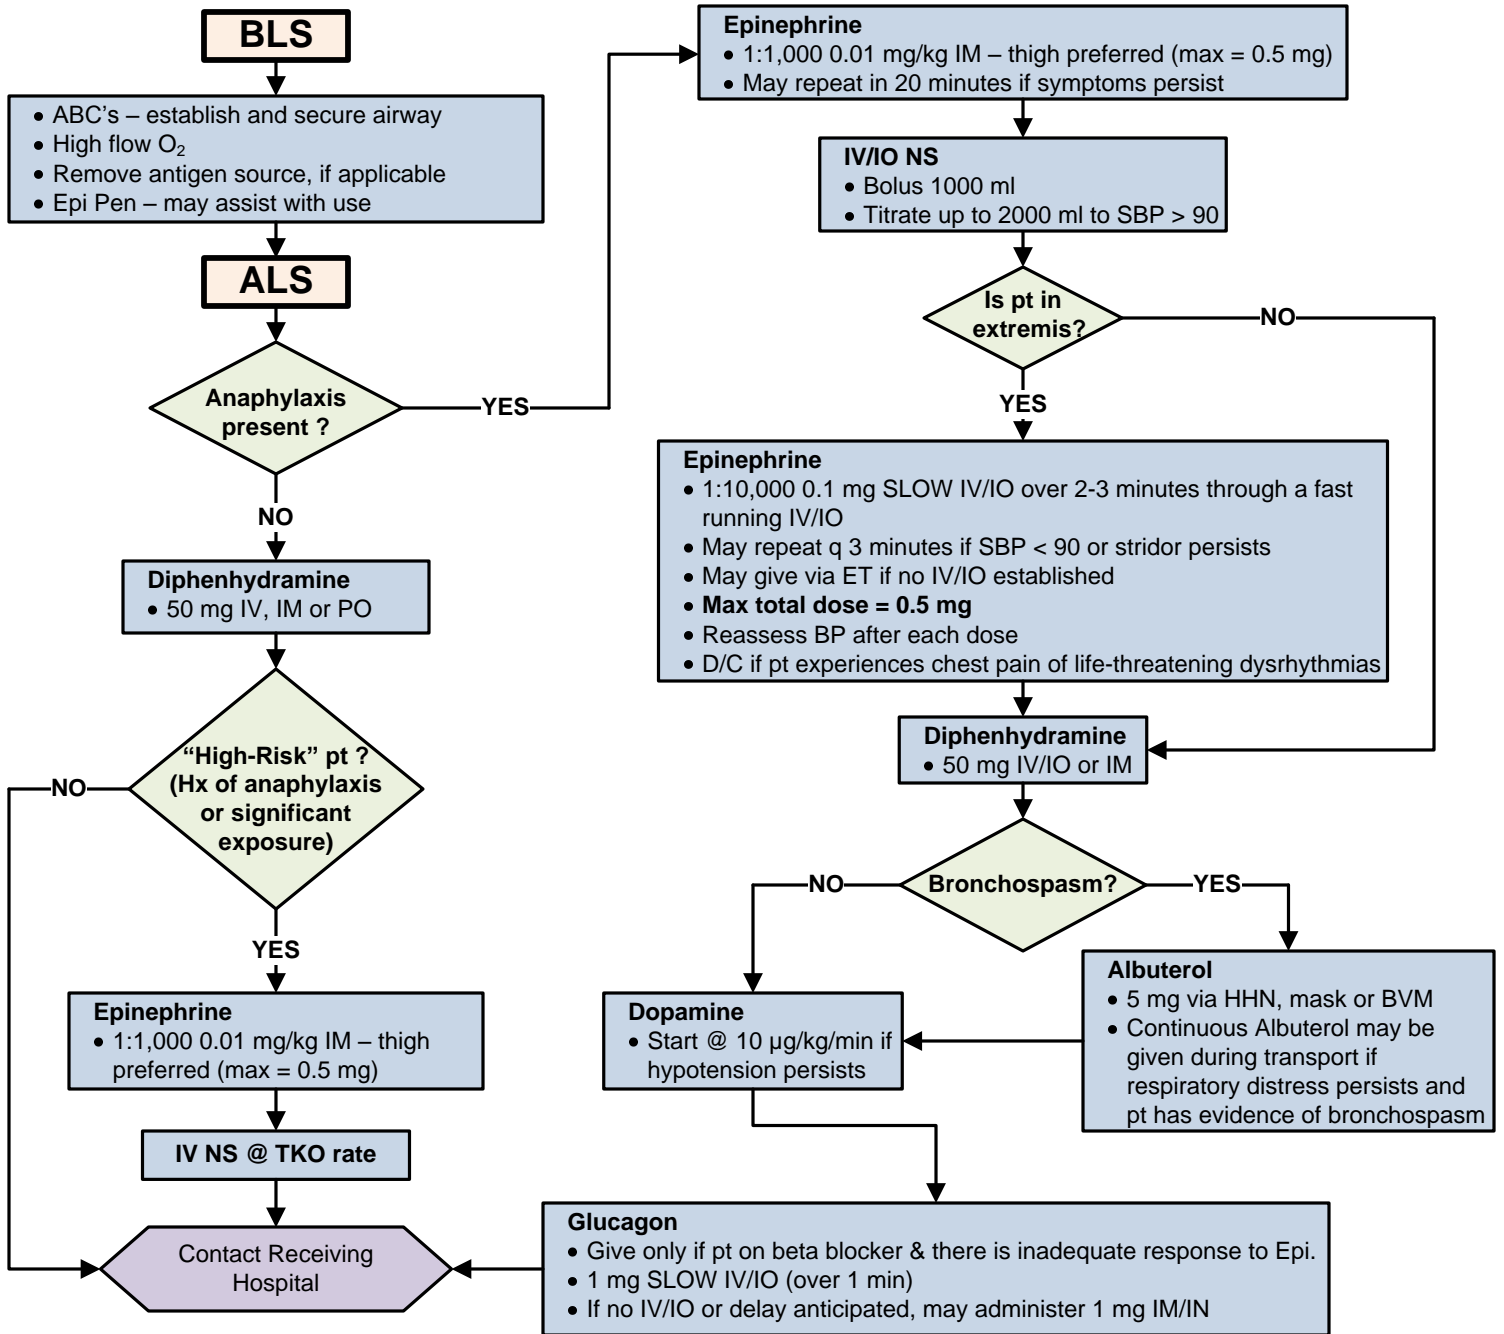 BLS
• ABC's – establish and secure airway
• High flow O₂
• Remove antigen source, if applicable
• Epi Pen – may assist with use
ALS
Anaphylaxis
present ?
YES
NO
Diphenhydramine
• 50 mg IV, IM or PO
“High-Risk” pt ?
(Hx of anaphylaxis
or significant
exposure)
NO
YES
Epinephrine
• 1:1,000 0.01 mg/kg IM – thigh
preferred (max = 0.5 mg)
IV NS @ TKO rate
Contact Receiving
Hospital
Epinephrine
• 1:1,000 0.01 mg/kg IM – thigh preferred (max = 0.5 mg)
• May repeat in 20 minutes if symptoms persist
IV/IO NS
• Bolus 1000 ml
• Titrate up to 2000 ml to SBP > 90
Is pt in
extremis?
NO
YES
Epinephrine
• 1:10,000 0.1 mg SLOW IV/IO over 2-3 minutes through a fast
running IV/IO
• May repeat q 3 minutes if SBP < 90 or stridor persists
• May give via ET if no IV/IO established
• Max total dose = 0.5 mg
• Reassess BP after each dose
• D/C if pt experiences chest pain of life-threatening dysrhythmias
Diphenhydramine
• 50 mg IV/IO or IM
Bronchospasm?
NO
YES
Albuterol
• 5 mg via HHN, mask or BVM
• Continuous Albuterol may be
given during transport if
respiratory distress persists and
pt has evidence of bronchospasm
Dopamine
• Start @ 10 µg/kg/min if
hypotension persists
Glucagon
• Give only if pt on beta blocker & there is inadequate response to Epi.
• 1 mg SLOW IV/IO (over 1 min)
• If no IV/IO or delay anticipated, may administer 1 mg IM/IN